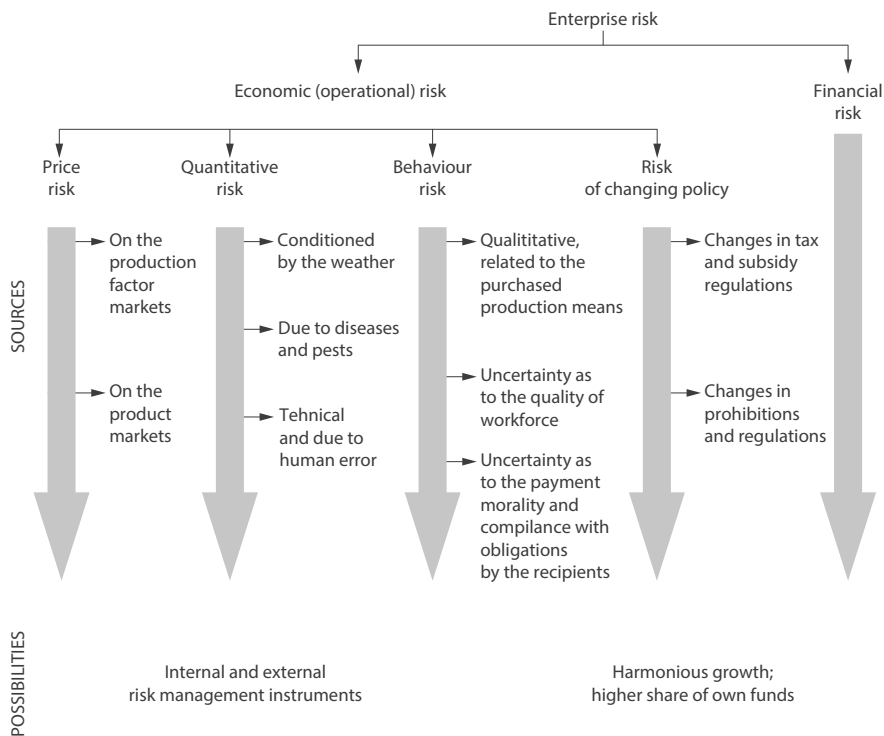 Enterprise risk
Economic (operational) risk
Financial
risk
Price
risk
Quantitative
risk
Behaviour
risk
Risk
of changing policy
SOURCES
On the
production
factor
markets
On the
product
markets
Conditioned
by the weather
Due to diseases
and pests
Tehnical
and due to
human error
Qualititative,
related to the
purchased
production means
Uncertainty as
to the quality of
workforce
Uncertainty as
to the payment
morality and
compilance with
obligations
by the recipients
Changes in tax
and subsidy
regulations
Changes in
prohibitions
and regulations
POSSIBILITIES
Internal and external
risk management instruments
Harmonious growth;
higher share of own funds